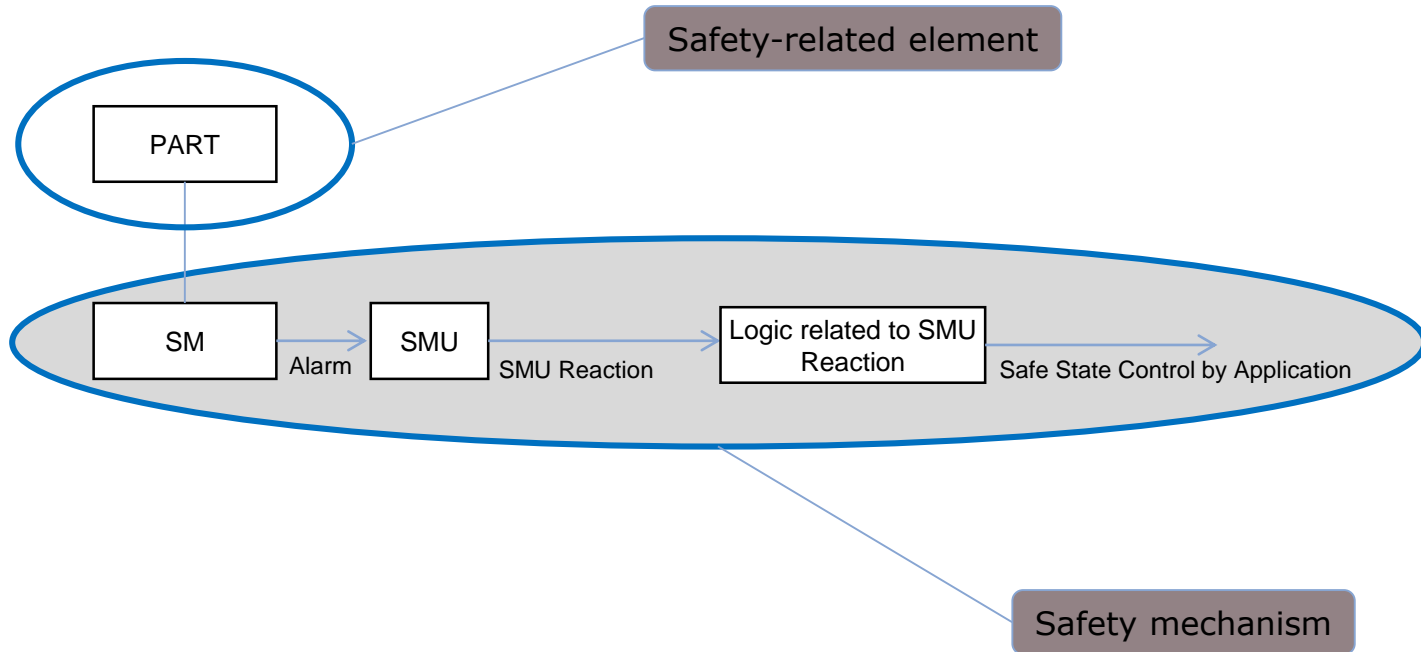 Safety-related element
PART
SM
Alarm
SMU
SMU Reaction
Logic related to SMU
Reaction
Safe State Control by Application
Safety mechanism